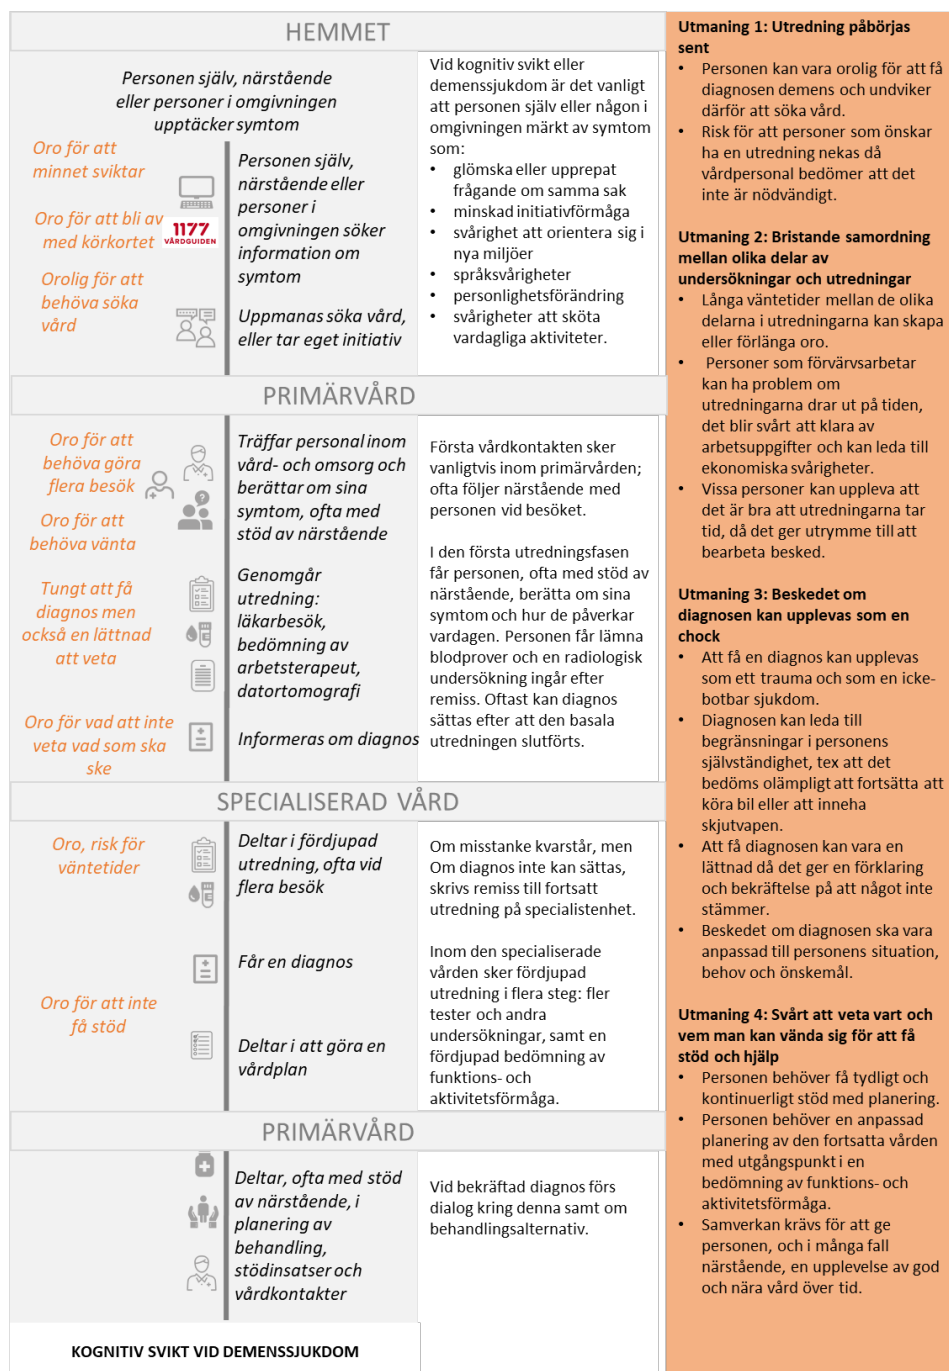 HEMMET
Personen själv, närstående
eller personer i omgivningen
upptäcker symtom
Oro för att
minnet sviktar
Oro för att bli av
med körkortet
1177
VÅRDGUIDEN
Orolig för att
behöva söka
vård
Personen själv,
närstående eller
personer i
omgivningen söker
information om
symtom
Uppmanas söka vård,
eller tar eget initiativ
Vid kognitiv svikt eller
demenssjukdom är det vanligt
att personen själv eller någon i
omgivningen märkt av symtom
som:
• glömska eller upprepat
frågande om samma sak
• minskad initiativförmåga
• svårighet att orientera sig i
nya miljöer
• språksvårigheter
• personlighetsförändring
• svårigheter att sköta
vardagliga aktiviteter.
PRIMÄRVÅRD
Oro för att
behöva göra
flera besök
Oro för att
behöva vänta
Tungt att få
diagnos men
också en lättnad
att veta
Oro för vad att inte
veta vad som ska
ske
Träffar personal inom
vård- och omsorg och
berättar om sina
symtom, ofta med
stöd av närstående
Genomgår
utredning:
läkarbesök,
bedömning av
arbetsterapeut,
datortomografi
Informeras om diagnos
Första vårdkontakten sker
vanligtvis inom primärvården;
ofta följer närstående med
personen vid besöket.
I den första utredningsfasen
får personen, ofta med stöd av
närstående, berätta om sina
symtom och hur de påverkar
vardagen. Personen får lämna
blodprover och en radiologisk
undersökning ingår efter
remiss. Oftast kan diagnos
sättas efter att den basala
utredningen slutförts.
SPECIALISERAD VÅRD
Oro, risk för
väntetider
Oro för att inte
få stöd
Deltar i fördjupad
utredning, ofta vid
flera besök
Får en diagnos
Deltar i att göra en
vårdplan
Om misstanke kvarstår, men
Om diagnos inte kan sättas,
skrivs remiss till fortsatt
utredning på specialistenhet.
Inom den specialiserade
vården sker fördjupad
utredning i flera steg: fler
tester och andra
undersökningar, samt en
fördjupad bedömning av
funktions- och
aktivitetsförmåga.
PRIMÄRVÅRD
Deltar, ofta med stöd
av närstående, i
planering av
behandling,
stödinsatser och
vårdkontakter
Vid bekräftad diagnos förs
dialog kring denna samt om
behandlingsalternativ.
KOGNITIV SVIKT VID DEMENSSJUKDOM
Utmaning 1: Utredning påbörjas
sent
• Personen kan vara orolig för att få
diagnosen demens och undviker
därför att söka vård.
• Risk för att personer som önskar
ha en utredning nekas då
vårdpersonal bedömer att det
inte är nödvändigt.
Utmaning 2: Bristande samordning
mellan olika delar av
undersökningar och utredningar
• Långa väntetider mellan de olika
delarna i utredningarna kan skapa
eller förlänga oro.
• Personer som förvärvsarbetar
kan ha problem om
utredningarna drar ut på tiden,
det blir svårt att klara av
arbetsuppgifter och kan leda till
ekonomiska svårigheter.
• Vissa personer kan uppleva att
det är bra att utredningarna tar
tid, då det ger utrymme till att
bearbeta besked.
Utmaning 3: Beskedet om
diagnosen kan upplevas som en
chock
• Att få en diagnos kan upplevas
som ett trauma och som en icke-
botbar sjukdom.
• Diagnosen kan leda till
begränsningar i personens
självständighet, tex att det
bedöms olämpligt att fortsätta att
köra bil eller att inneha
skjutvapen.
• Att få diagnosen kan vara en
lättnad då det ger en förklaring
och bekräftelse på att något inte
stämmer.
• Beskedet om diagnosen ska vara
anpassad till personens situation,
behov och önskemål.
Utmaning 4: Svårt att veta vart och
vem man kan vända sig för att få
stöd och hjälp
• Personen behöver få tydligt och
kontinuerligt stöd med planering.
• Personen behöver en anpassad
planering av den fortsatta vården
med utgångspunkt i en
bedömning av funktions- och
aktivitetsförmåga.
• Samverkan krävs för att ge
personen, och i många fall
närstående, en upplevelse av god
och nära vård över tid.